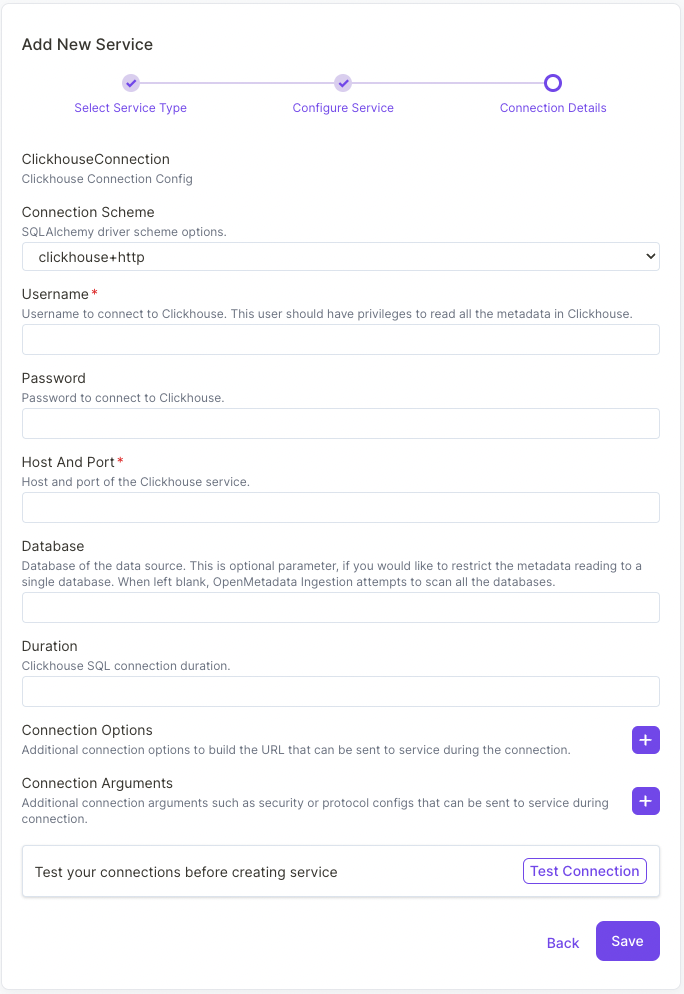 Add New Service
Select Service Type
Configure Service
Connection Details
ClickhouseConnection
Clickhouse Connection Config
Connection Scheme
SQLAlchemy driver scheme options.
clickhouse+http
Username*
Username to connect to Clickhouse. This user should have privileges to read all the metadata in Clickhouse.
Password
Password to connect to Clickhouse.
Host And Port*
Host and port of the Clickhouse service.
Database
Database of the data source. This is optional parameter, if you would like to restrict the metadata reading to a
single database. When left blank, OpenMetadata Ingestion attempts to scan all the databases.
Duration
Clickhouse SQL connection duration.
Connection Options
Additional connection options to build the URL that can be sent to service during the connection.
Connection Arguments
Additional connection arguments such as security or protocol configs that can be sent to service during
connection.
Test your connections before creating service
Test Connection
Back
Save